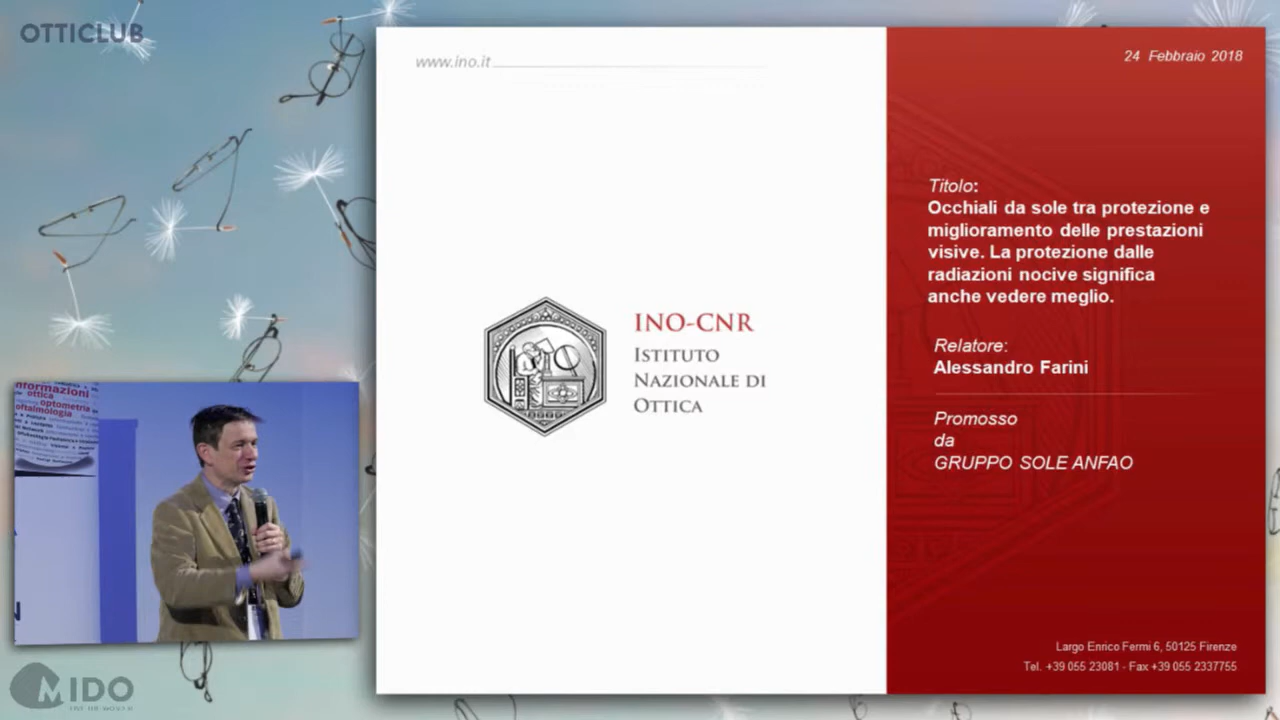 OTTICLUB
www.ino.it
24 Febbraio 2018
Titolo:
Occhiali da sole tra protezione e
miglioramento delle prestazioni
visive. La protezione dalle
radiazioni nocive significa
anche vedere meglio.
INO-CNR
ISTITUTO
NAZIONALE DI
OTTICA
Relatore:
Alessandro Farini
Promosso
da
GRUPPO SOLE ANFAO
Largo Enrico Fermi 6, 50125 Firenze
Tel. +39 055 23081 - Fax +39 055 2337755
nformazioni
ottica
optometria
oftalmologia
MIDO